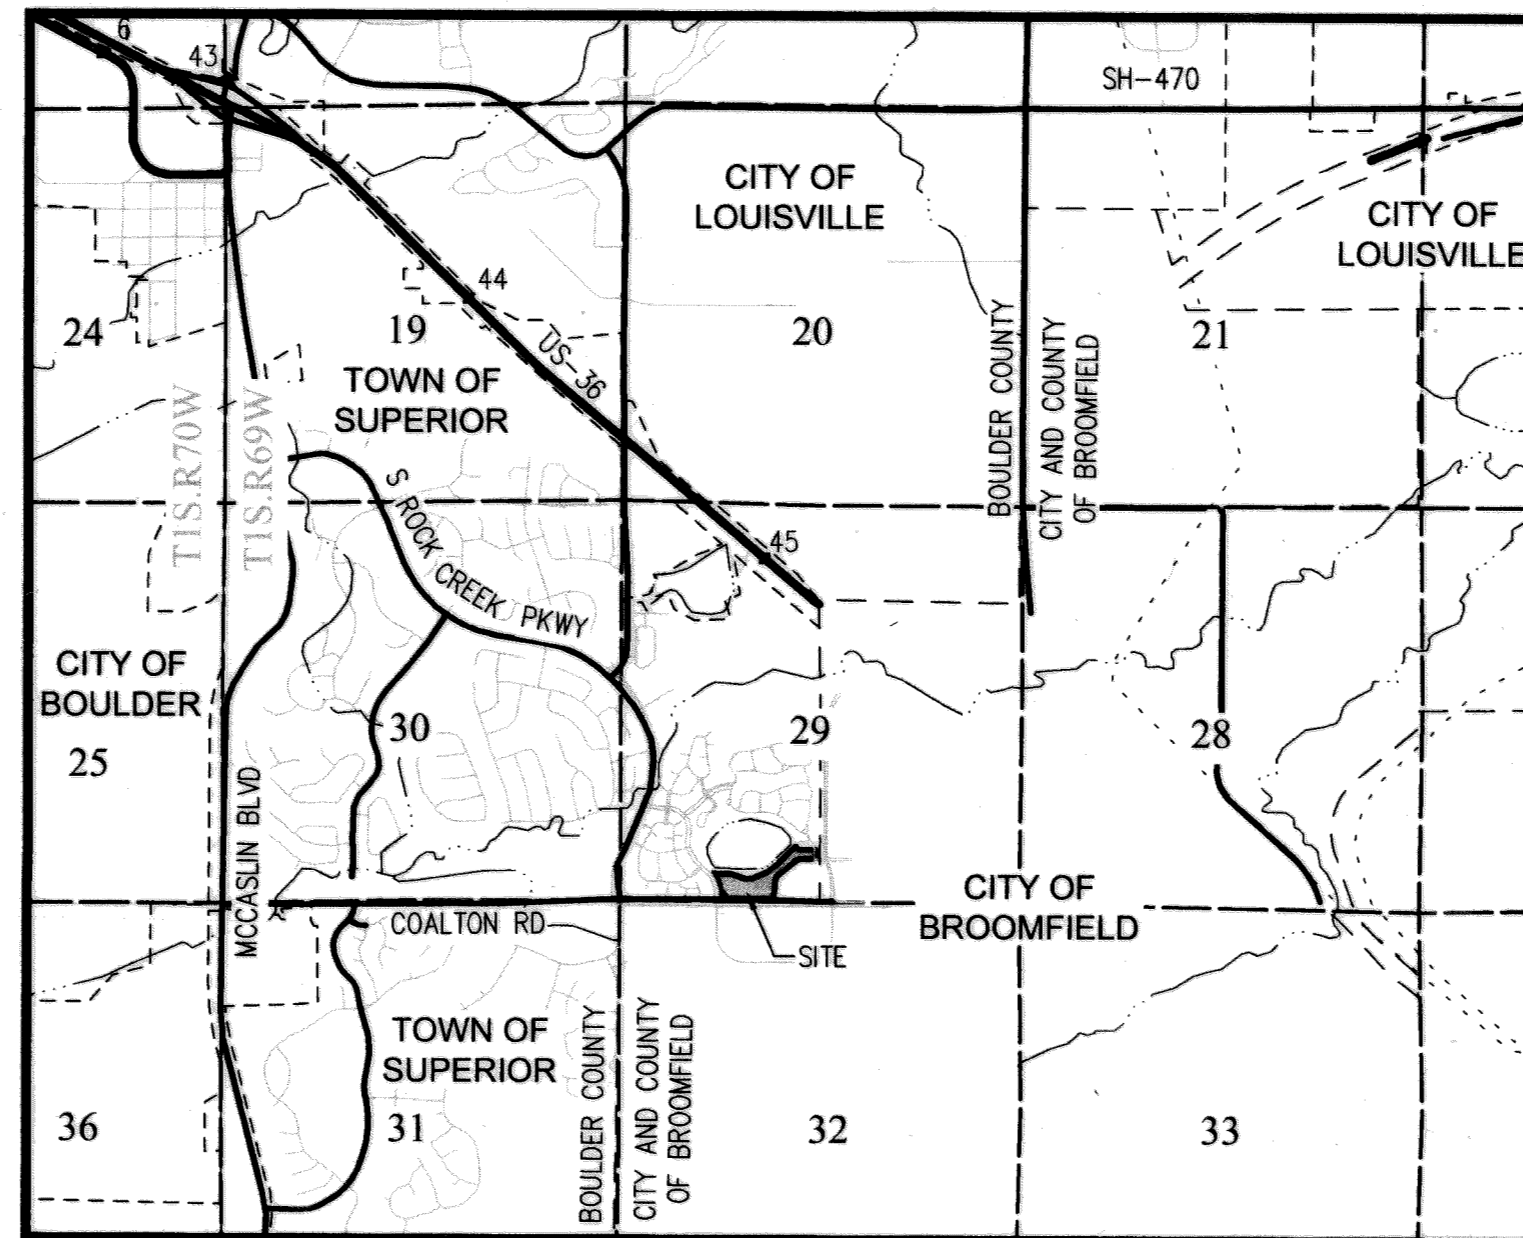 6
43
SH-470
CITY OF
LOUISVILLE
CITY OF
LOUISVILLE
44
24
19
US-36
20
21
TOWN OF
SUPERIOR
T1S.R70W
T1S.R69W
BOULDER COUNTY
CITY AND COUNTY
OF BROOMFIELD
S ROCK CREEK PKWY
45
CITY OF
BOULDER
25
30
29
28
MCCASLIN BLVD
COALTON RD
SITE
CITY OF
BROOMFIELD
TOWN OF
SUPERIOR
BOULDER COUNTY
CITY AND COUNTY
OF BROOMFIELD
36
31
32
33